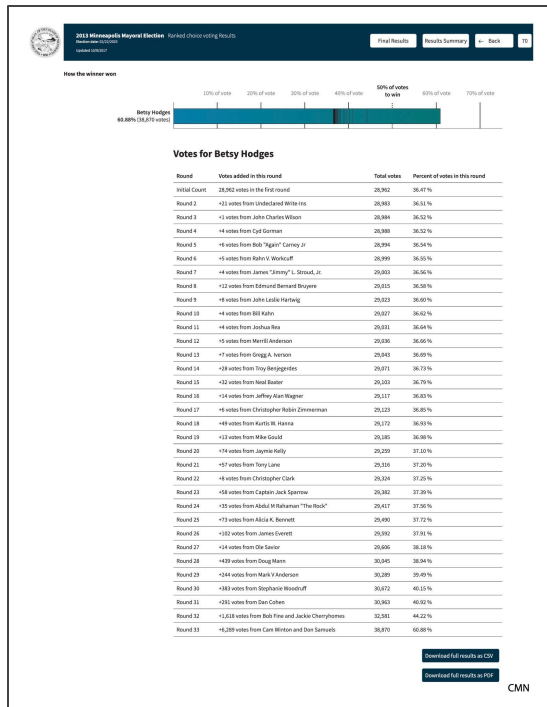 2013 Minneapolis Mayoral Election Ranked choice voting Results
Final Results
Results Summary
← Back
70
How the winner won
10% of vote 20% of vote 30% of vote 40% of vote 50% of votes to win 60% of vote 70% of vote
Betsy Hodges
60.88% (38,870 votes)
Votes for Betsy Hodges
Round Votes added in this round Total votes Percent of votes in this round
Initial Count 28,962 votes in the first round 28,962 36.47 %
Round 2 +21 votes from Undeclared Write-Ins 28,983 36.51 %
Round 3 +1 votes from John Charles Wilson 28,984 36.52 %
Round 4 +4 votes from Cyd Gorman 28,988 36.52 %
Round 5 +6 votes from Bob "Again" Carney Jr 28,994 36.54 %
Round 6 +5 votes from Rahn V. Workcuff 28,999 36.55 %
Round 7 +4 votes from James "Jimmy" L. Stroud, Jr. 29,003 36.56 %
Round 8 +12 votes from Edmund Bernard Bruyere 29,015 36.58 %
Round 9 +8 votes from John Leslie Hartwig 29,023 36.60 %
Round 10 +4 votes from Bill Kahn 29,027 36.62 %
Round 11 +4 votes from Joshua Rea 29,031 36.64 %
Round 12 +5 votes from Merrill Anderson 29,036 36.66 %
Round 13 +7 votes from Gregg A. Iverson 29,043 36.69 %
Round 14 +28 votes from Troy Benjegerdes 29,071 36.73 %
Round 15 +32 votes from Neal Baxter 29,103 36.79 %
Round 16 +14 votes from Jeffrey Alan Wagner 29,117 36.83 %
Round 17 +6 votes from Christopher Robin Zimmerman 29,123 36.85 %
Round 18 +49 votes from Kurtis W. Hanna 29,172 36.93 %
Round 19 +13 votes from Mike Gould 29,185 36.98 %
Round 20 +74 votes from Jaymie Kelly 29,259 37.10 %
Round 21 +57 votes from Tony Lane 29,316 37.20 %
Round 22 +8 votes from Christopher Clark 29,324 37.25 %
Round 23 +58 votes from Captain Jack Sparrow 29,382 37.39 %
Round 24 +35 votes from Abdul M Rahaman "The Rock" 29,417 37.56 %
Round 25 +73 votes from Alicia K. Bennett 29,490 37.72 %
Round 26 +102 votes from James Everett 29,592 37.91 %
Round 27 +14 votes from Ole Savior 29,606 38.18 %
Round 28 +439 votes from Doug Mann 30,045 38.94 %
Round 29 +244 votes from Mark V Anderson 30,289 39.49 %
Round 30 +383 votes from Stephanie Woodruff 30,672 40.15 %
Round 31 +291 votes from Dan Cohen 30,963 40.92 %
Round 32 +1,618 votes from Bob Fine and Jackie Cherryhomes 32,581 44.22 %
Round 33 +6,289 votes from Cam Winton and Don Samuels 38,870 60.88 %
Download full results as CSV
Download full results as PDF
CMN